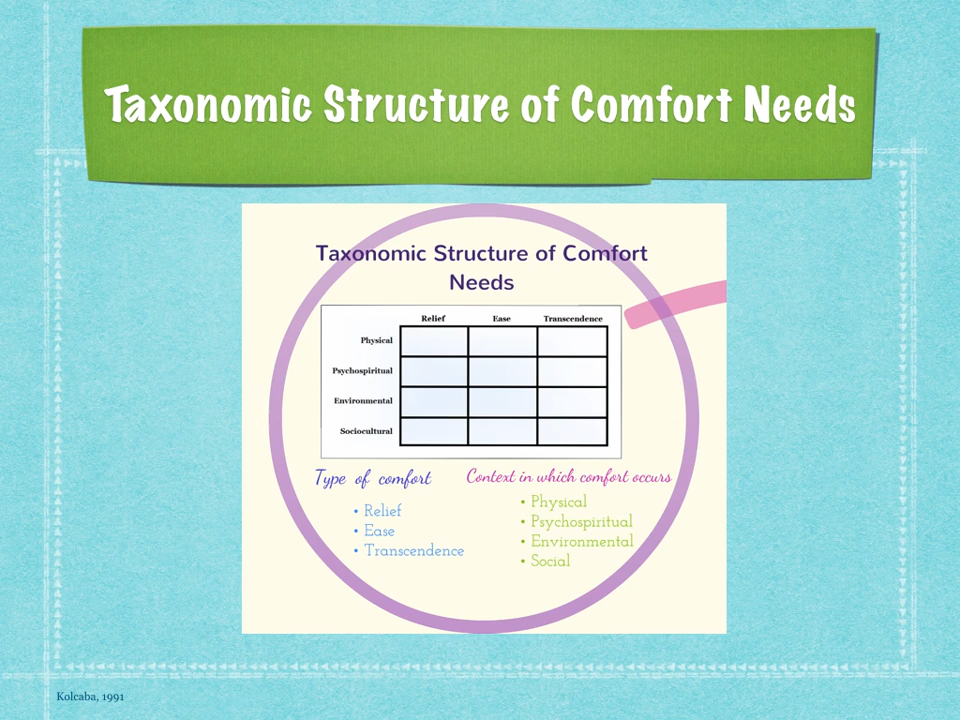 Taxonomic Structure of Comfort Needs
Taxonomic Structure of Comfort
Needs
Relief Ease Transcendence
Physical
Psychospiritual
Environmental
Sociocultural
Type of comfort Context in which comfort occurs
• Relief
• Ease
• Transcendence
• Physical
• Psychospiritual
• Environmental
• Social
Kolcaba, 1991